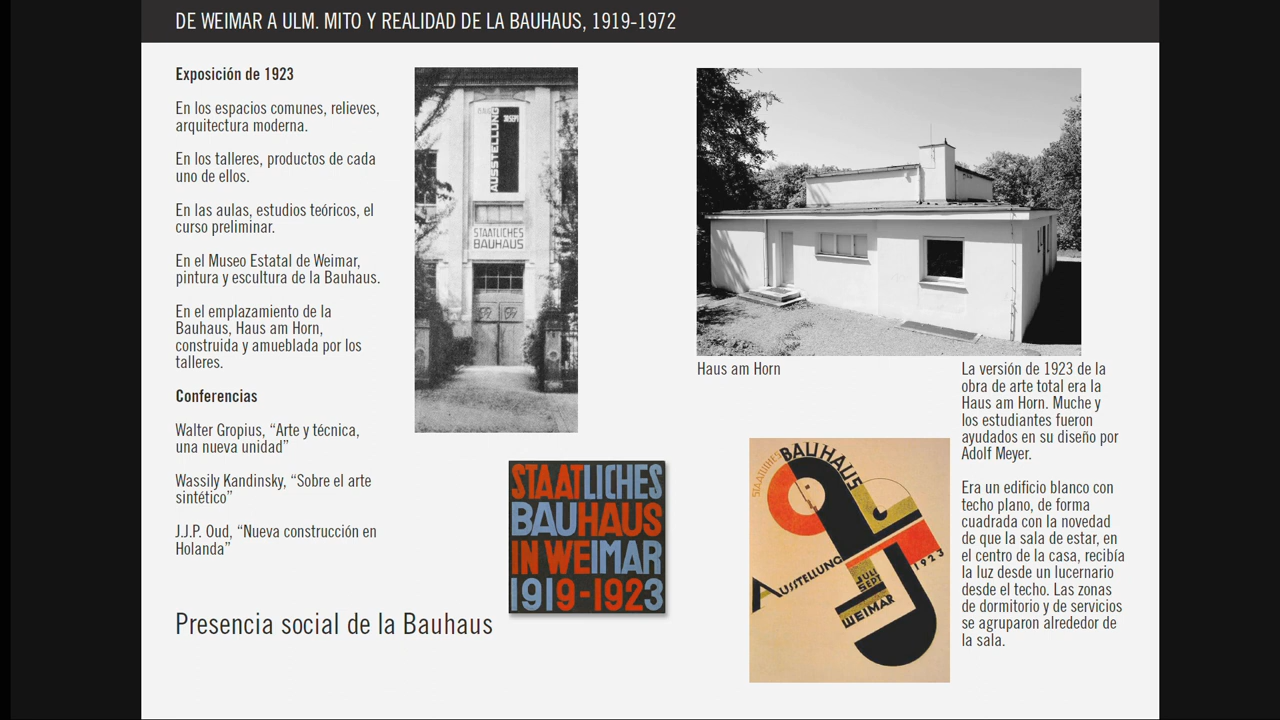 DE WEIMAR A ULM. MITO Y REALIDAD DE LA BAUHAUS, 1919-1972
Exposición de 1923
En los espacios comunes, relieves,
arquitectura moderna.
En los talleres, productos de cada
uno de ellos.
En las aulas, estudios teóricos, el
curso preliminar.
En el Museo Estatal de Weimar,
pintura y escultura de la Bauhaus.
En el emplazamiento de la
Bauhaus, Haus am Horn,
construida y amueblada por los
talleres.
Conferencias
Walter Gropius, “Arte y técnica,
una nueva unidad”
Wassily Kandinsky, “Sobre el arte
sintético”
J.J.P. Oud, “Nueva construcción en
Holanda”
Presencia social de la Bauhaus
AUSSTELLUNG
30SEPT
STAATLICHES
BAUHAUS
STAATLICHES
BAUHAUS
IN WEIMAR
1919-1923
Haus am Horn
STAATLICHES
BAUHAUS
AUSSTELLUNG
JULI
SEPT
WEIMAR
1923
La versión de 1923 de la
obra de arte total era la
Haus am Horn. Muche y
los estudiantes fueron
ayudados en su diseño por
Adolf Meyer.
Era un edificio blanco con
techo plano, de forma
cuadrada con la novedad
de que la sala de estar, en
el centro de la casa, recibía
la luz desde un lucernario
desde el techo. Las zonas
de dormitorio y de servicios
se agruparon alrededor de
la sala.